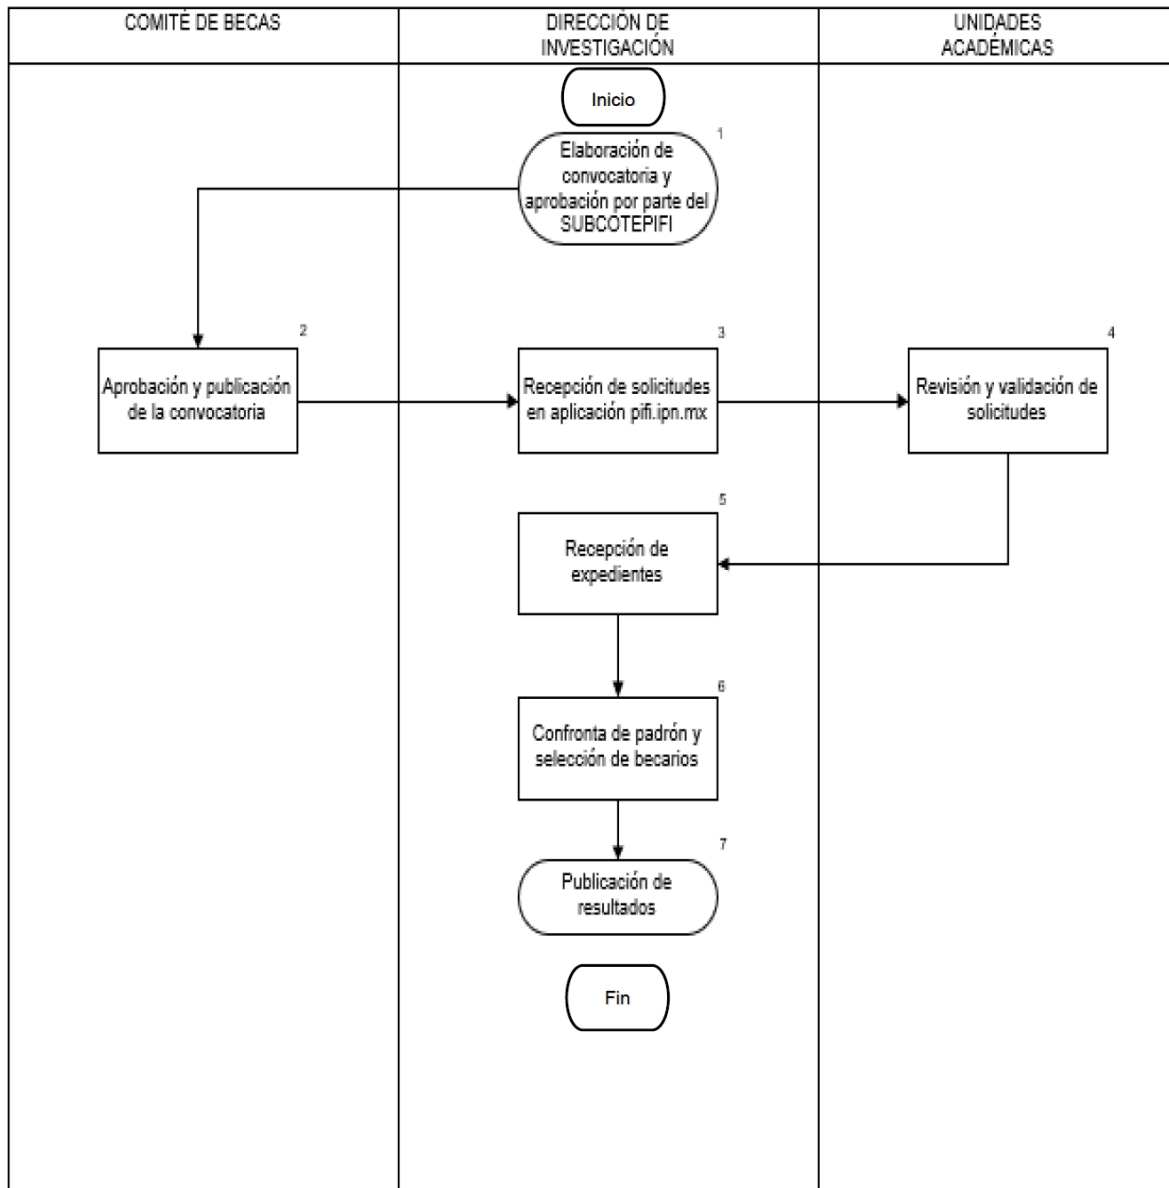 COMITÉ DE BECAS
DIRECCIÓN DE
INVESTIGACIÓN
UNIDADES
ACADÉMICAS
Inicio
1
Elaboración de
convocatoria y
aprobación por parte del
SUBCOTEPIFI
2
Aprobación y publicación
de la convocatoria
3
Recepción de solicitudes
en aplicación pifi.ipn.mx
4
Revisión y validación de
solicitudes
5
Recepción de
expedientes
6
Confronta de padrón y
selección de becarios
7
Publicación de
resultados
Fin